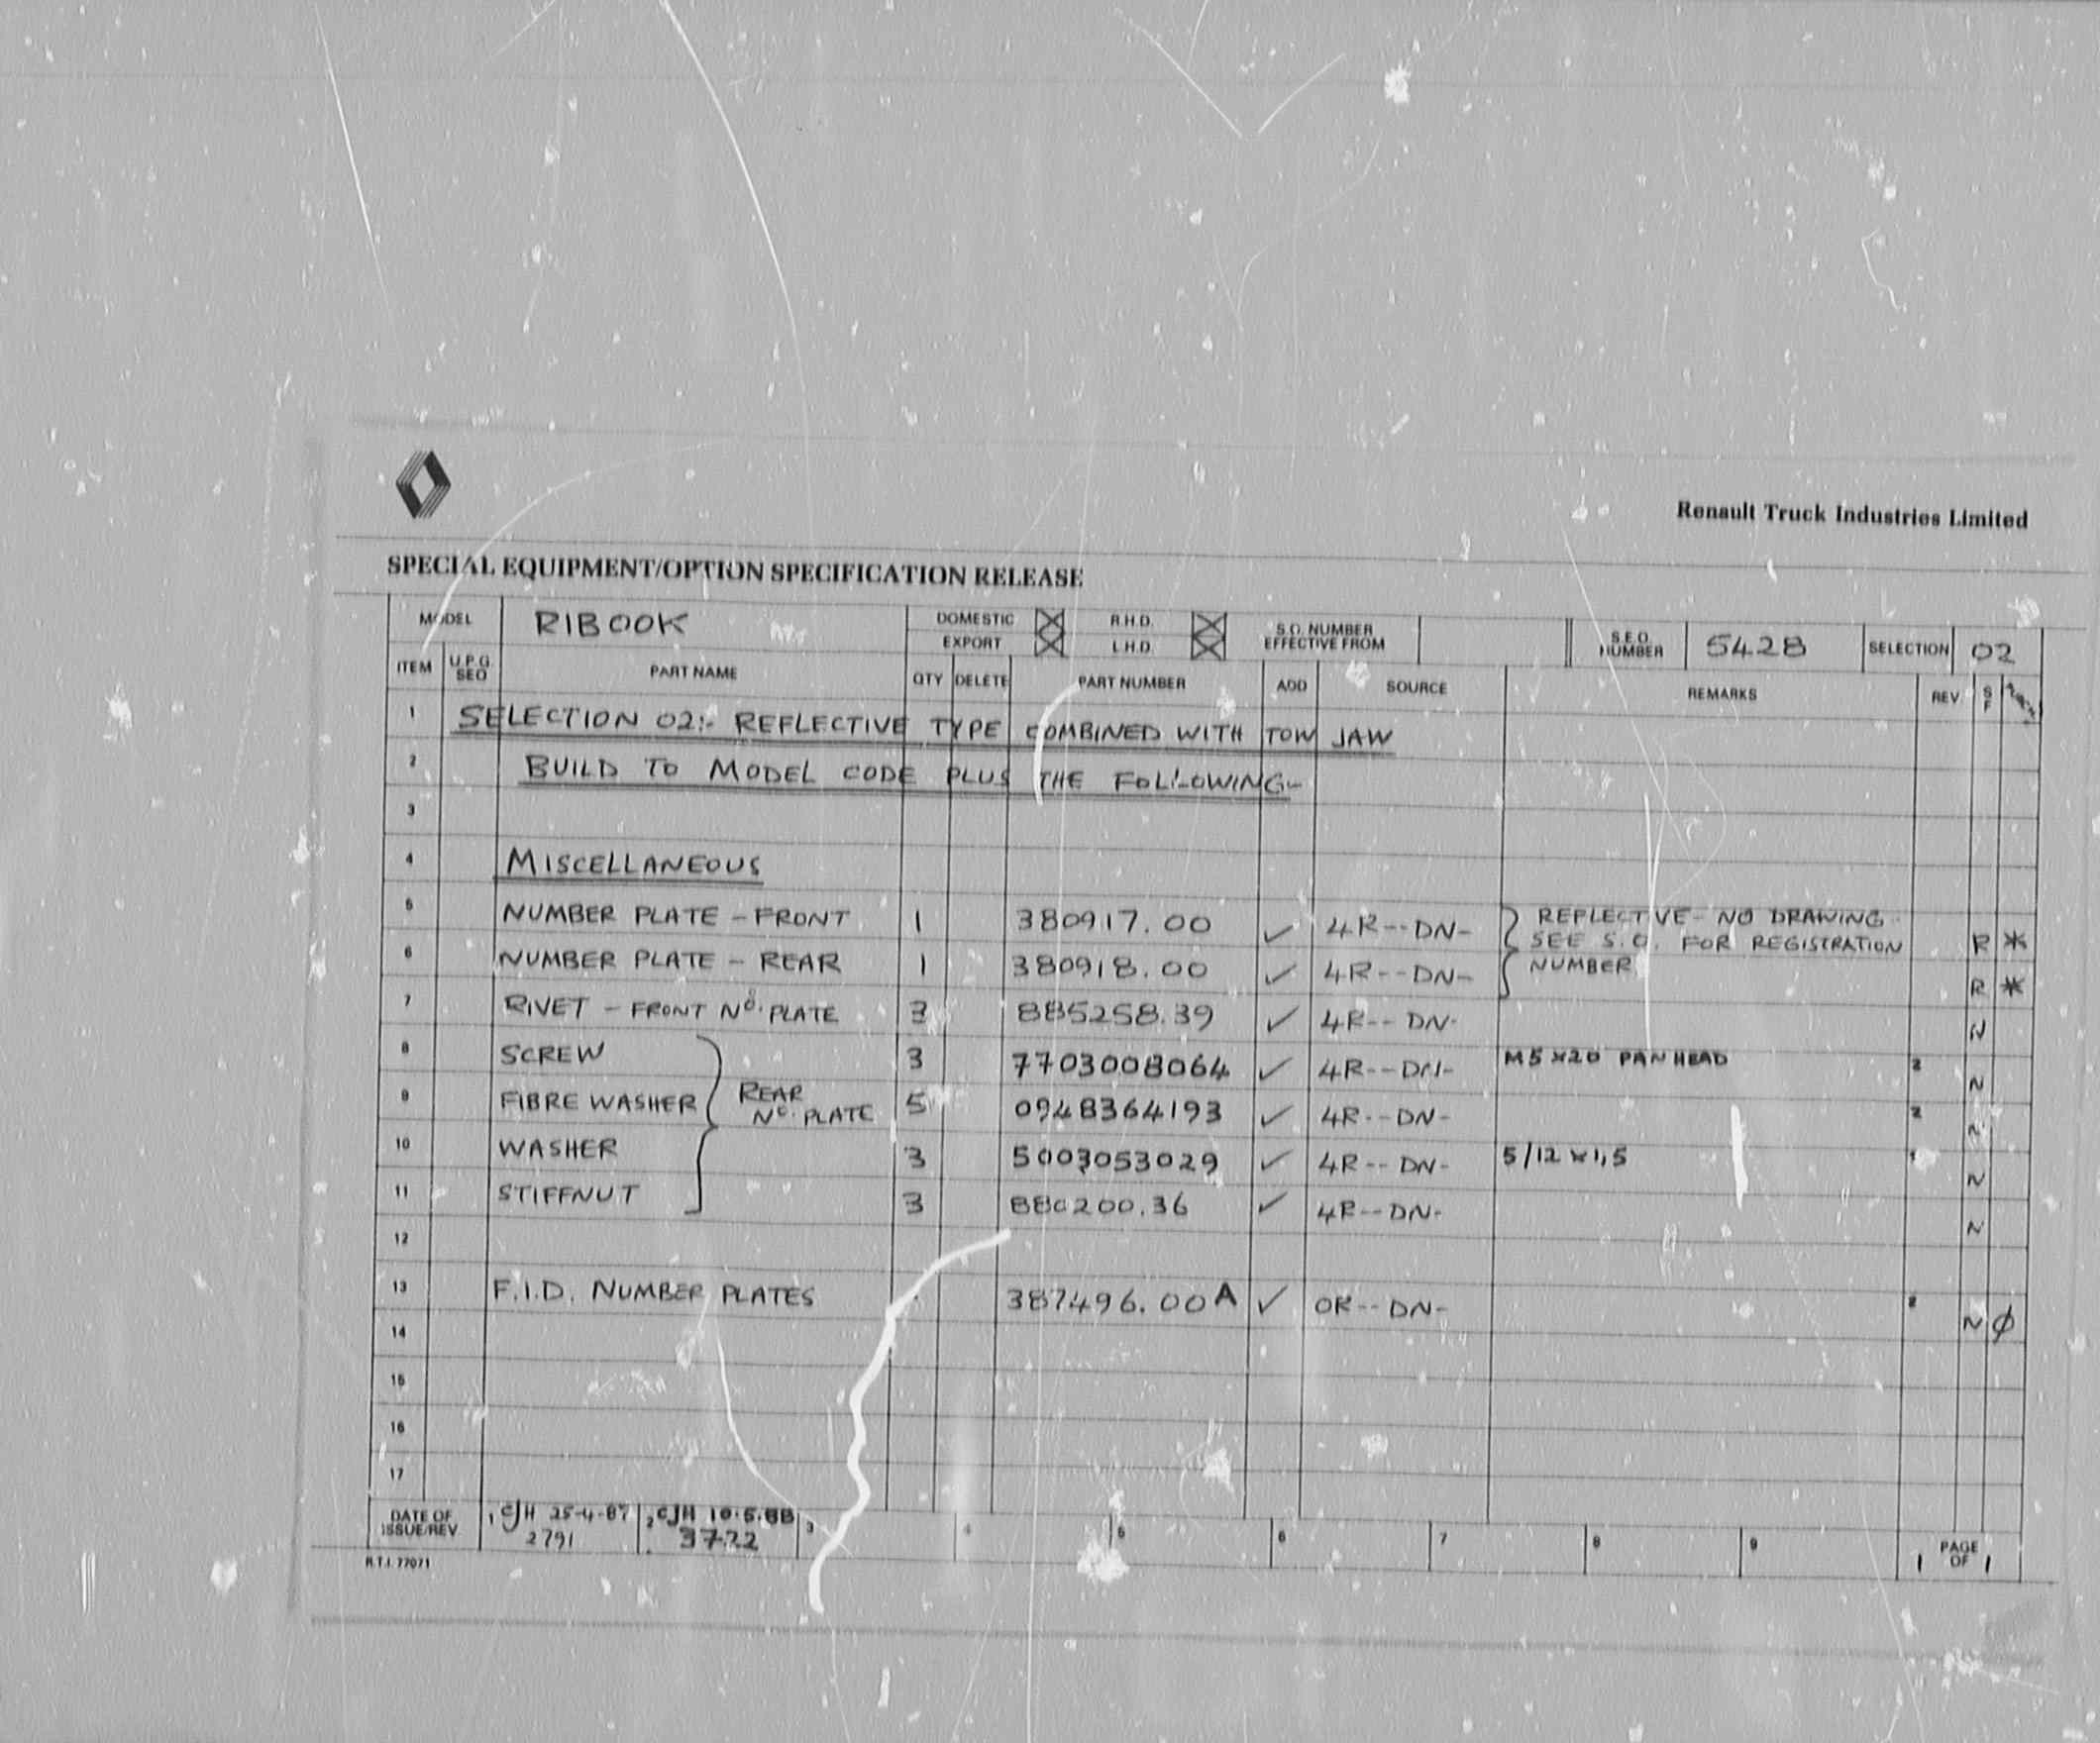 Renault Truck Industries Limited
SPECIAL EQUIPMENT/OPTION SPECIFICATION RELEASE
MODEL RIBOOK DOMESTIC R.H.D. S.O. NUMBER EFFECTIVE FROM S.E.O. NUMBER 5428 SELECTION 02
EXPORT L.H.D.
ITEM U.P.G. SEQ PART NAME QTY DELETE PART NUMBER ADD SOURCE REMARKS REV S F
1 SELECTION 02:- REFLECTIVE TYPE COMBINED WITH TOW JAW
2 BUILD TO MODEL CODE PLUS THE FOLLOWING-
3
4 MISCELLANEOUS
5 NUMBER PLATE - FRONT 1 380917.00 ✓ 4R--DN- REFLECTIVE - NO DRAWING R *
SEE S.O. FOR REGISTRATION
6 NUMBER PLATE - REAR 1 380918.00 ✓ 4R--DN- NUMBER R *
7 RIVET - FRONT No. PLATE 3 885258.39 ✓ 4R--DN- N
8 SCREW 3 7703008064 ✓ 4R--DN- M5 x20 PAN HEAD 2 N
9 FIBRE WASHER REAR No. PLATE 5 0948364193 ✓ 4R--DN- 2 N
10 WASHER 3 5003053029 ✓ 4R--DN- 5/12 x1,5 N
11 STIFFNUT 3 880200.36 ✓ 4R--DN- N
12
13 F.I.D. NUMBER PLATES 387496.00A ✓ 0R--DN- 2 N ϕ
14
15
16
17
DATE OF ISSUE/REV 1 CJH 25-4-87 2 CJH 10.5.88 3 4 5 6 7 8 9 1 PAGE OF 1
2791 3722
R.T.I. 77071